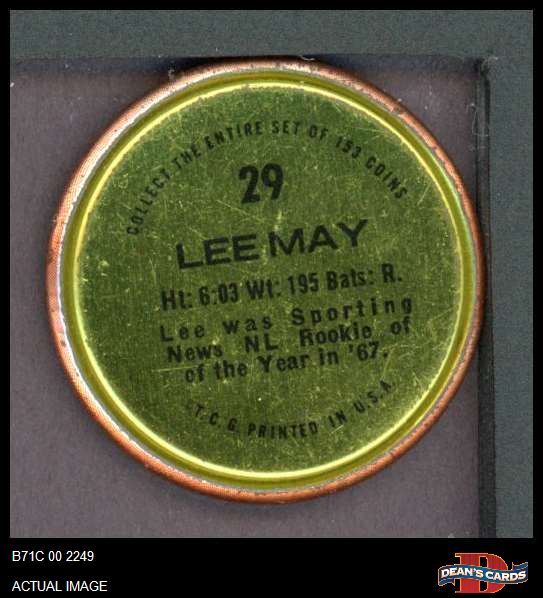 COLLECT THE ENTIRE SET OF 153 COINS
29
LEE MAY
Ht: 6:03 Wt: 195 Bats: R.
Lee was Sporting
News NL Rookie of
of the Year in '67.
T.C.G. PRINTED IN U.S.A.
B71C 00 2249
ACTUAL IMAGE
D
DEAN'S CARDS